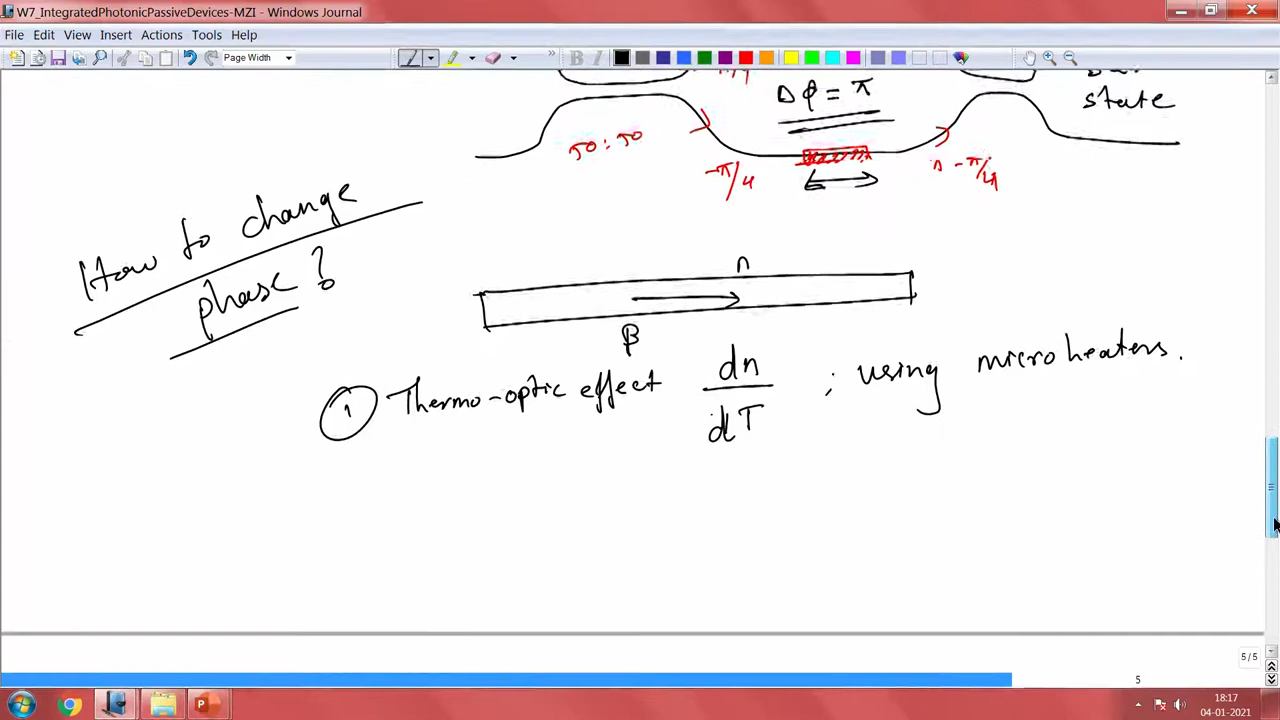 W7_IntegratedPhotonicPassiveDevices-MZI - Windows Journal
File Edit View Insert Actions Tools Help
Page Width
Δφ = π
state
50:50
-π/4
-π/4
How to change
phase?
n
β
① Thermo-optic effect dn/dT ; using microheaters.
5/5
5
18:17
04-01-2021